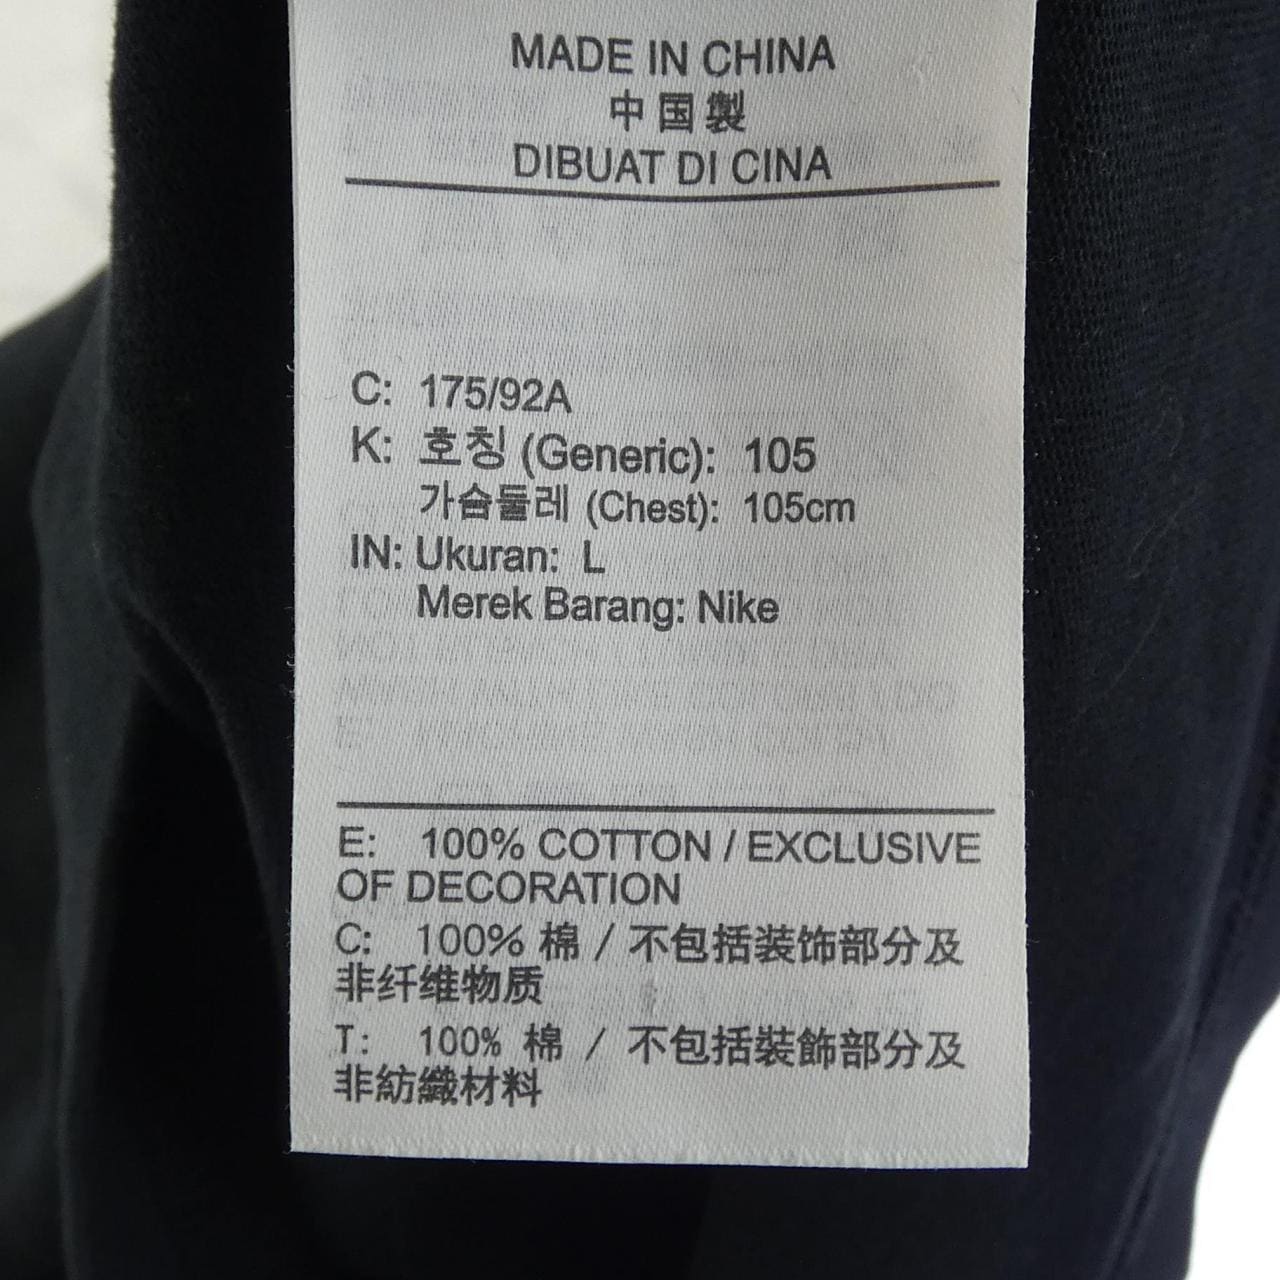 MADE IN CHINA
中国製
DIBUAT DI CINA
C: 175/92A
K: 호칭 (Generic): 105
가슴둘레 (Chest): 105cm
IN: Ukuran: L
Merek Barang: Nike
E: 100% COTTON / EXCLUSIVE
OF DECORATION
C: 100% 棉 / 不包括装饰部分及
非纤维物质
T: 100% 棉 / 不包括裝飾部分及
非紡織材料